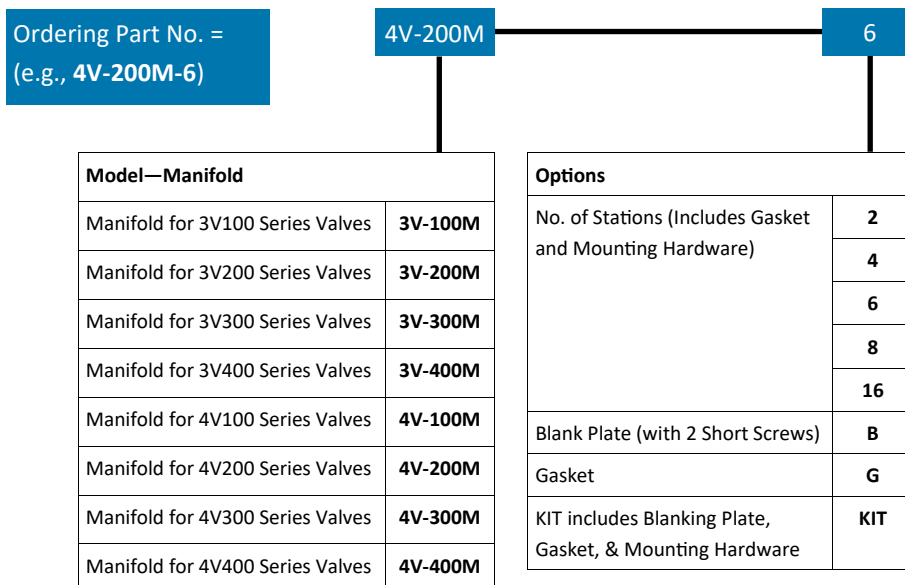 Ordering Part No. =
(e.g., 4V-200M-6)
4V-200M
6
Model—Manifold
Manifold for 3V100 Series Valves 3V-100M
Manifold for 3V200 Series Valves 3V-200M
Manifold for 3V300 Series Valves 3V-300M
Manifold for 3V400 Series Valves 3V-400M
Manifold for 4V100 Series Valves 4V-100M
Manifold for 4V200 Series Valves 4V-200M
Manifold for 4V300 Series Valves 4V-300M
Manifold for 4V400 Series Valves 4V-400M
Options
No. of Stations (Includes Gasket
and Mounting Hardware)
2
4
6
8
16
Blank Plate (with 2 Short Screws) B
Gasket G
KIT includes Blanking Plate, KIT
Gasket, & Mounting Hardware